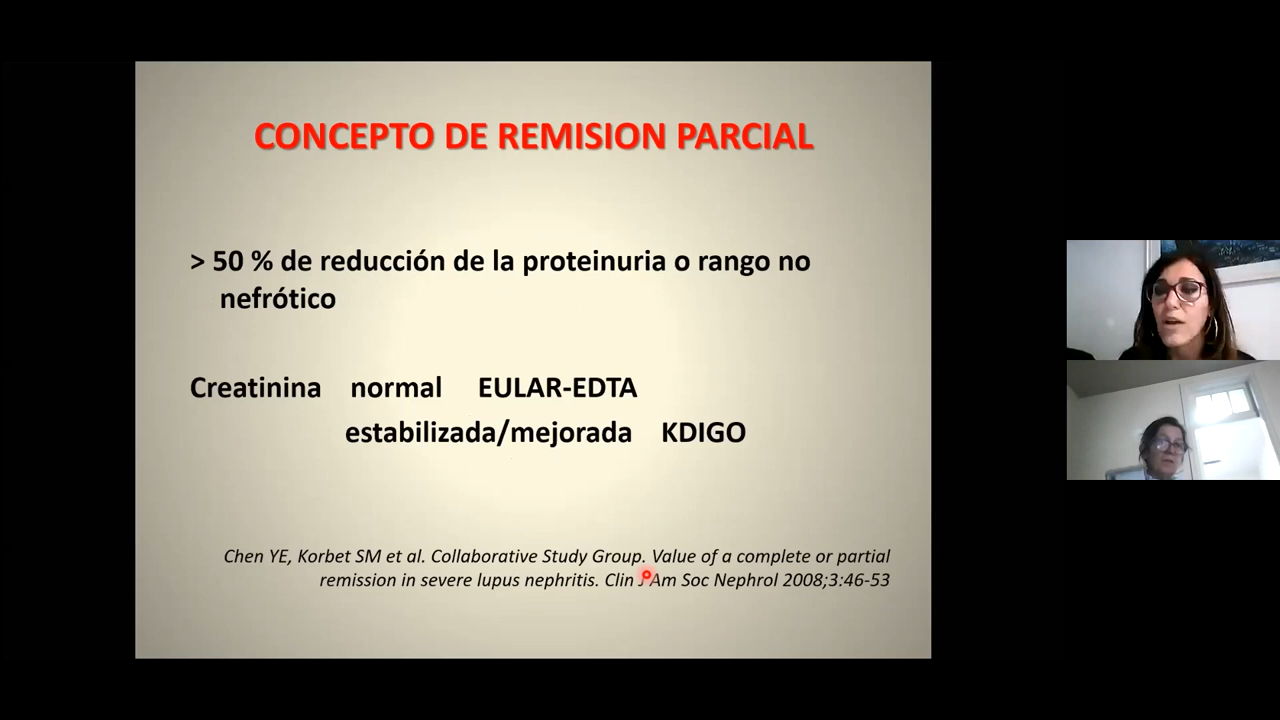 CONCEPTO DE REMISION PARCIAL
> 50 % de reducción de la proteinuria o rango no
nefrótico
Creatinina normal EULAR-EDTA
estabilizada/mejorada KDIGO
Chen YE, Korbet SM et al. Collaborative Study Group. Value of a complete or partial
remission in severe lupus nephritis. Clin J Am Soc Nephrol 2008;3:46-53